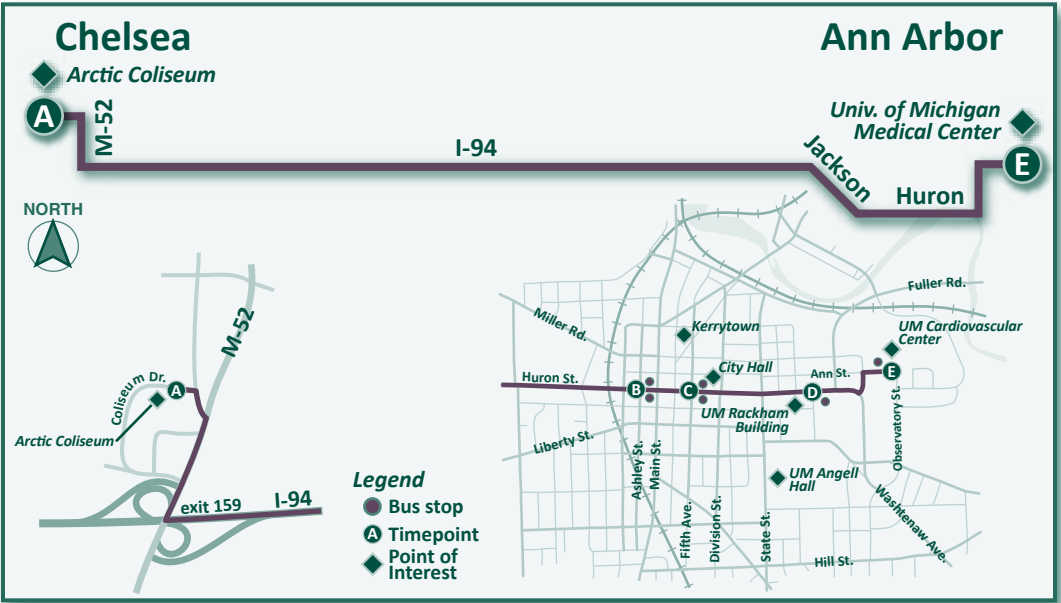 Chelsea
Ann Arbor
Arctic Coliseum
A
M-52
I-94
Univ. of Michigan
Medical Center
E
Jackson
Huron
NORTH
M-52
Coliseum Dr.
A
Arctic Coliseum
exit 159
I-94
Legend
Bus stop
A
Timepoint
Point of
Interest
Fuller Rd.
Miller Rd.
Kerrytown
UM Cardiovascular
Center
Huron St.
City Hall
Ann St.
B
C
D
E
UM Rackham
Building
Liberty St.
Ashley St.
Main St.
Observatory St.
UM Angell
Hall
Fifth Ave.
Division St.
State St.
Washtenaw Ave.
Hill St.